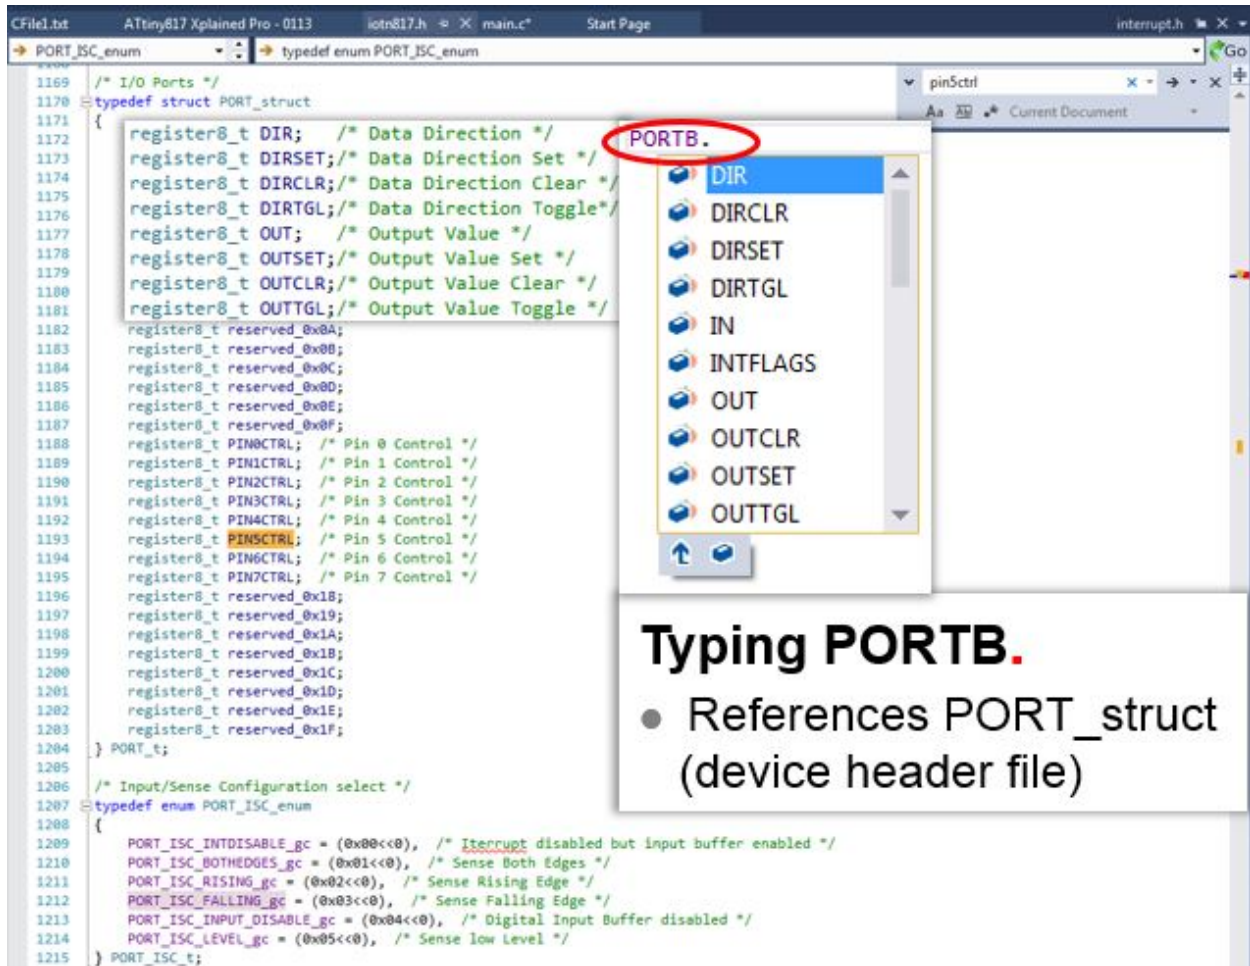 CFile1.txt ATtiny817 Xplained Pro - 0113 iotn817.h main.c* Start Page interrupt.h
PORT_ISC_enum typedef enum PORT_ISC_enum Go
pin5ctrl
Aa Current Document
1169 /* I/O Ports */
1170 typedef struct PORT_struct
1171 {
1172
1173
1174
1175
1176
1177
1178
1179
1180
1181
register8_t DIR; /* Data Direction */
register8_t DIRSET;/* Data Direction Set */
register8_t DIRCLR;/* Data Direction Clear */
register8_t DIRTGL;/* Data Direction Toggle*/
register8_t OUT; /* Output Value */
register8_t OUTSET;/* Output Value Set */
register8_t OUTCLR;/* Output Value Clear */
register8_t OUTTGL;/* Output Value Toggle */
1182 register8_t reserved_0x0A;
1183 register8_t reserved_0x0B;
1184 register8_t reserved_0x0C;
1185 register8_t reserved_0x0D;
1186 register8_t reserved_0x0E;
1187 register8_t reserved_0x0F;
1188 register8_t PIN0CTRL; /* Pin 0 Control */
1189 register8_t PIN1CTRL; /* Pin 1 Control */
1190 register8_t PIN2CTRL; /* Pin 2 Control */
1191 register8_t PIN3CTRL; /* Pin 3 Control */
1192 register8_t PIN4CTRL; /* Pin 4 Control */
1193 register8_t PIN5CTRL; /* Pin 5 Control */
1194 register8_t PIN6CTRL; /* Pin 6 Control */
1195 register8_t PIN7CTRL; /* Pin 7 Control */
1196 register8_t reserved_0x18;
1197 register8_t reserved_0x19;
1198 register8_t reserved_0x1A;
1199 register8_t reserved_0x1B;
1200 register8_t reserved_0x1C;
1201 register8_t reserved_0x1D;
1202 register8_t reserved_0x1E;
1203 register8_t reserved_0x1F;
1204 } PORT_t;
1205
1206 /* Input/Sense Configuration select */
1207 typedef enum PORT_ISC_enum
1208 {
1209 PORT_ISC_INTDISABLE_gc = (0x00<<0), /* Iterrupt disabled but input buffer enabled */
1210 PORT_ISC_BOTHEDGES_gc = (0x01<<0), /* Sense Both Edges */
1211 PORT_ISC_RISING_gc = (0x02<<0), /* Sense Rising Edge */
1212 PORT_ISC_FALLING_gc = (0x03<<0), /* Sense Falling Edge */
1213 PORT_ISC_INPUT_DISABLE_gc = (0x04<<0), /* Digital Input Buffer disabled */
1214 PORT_ISC_LEVEL_gc = (0x05<<0), /* Sense low Level */
1215 } PORT_ISC_t;
PORTB.
DIR
DIRCLR
DIRSET
DIRTGL
IN
INTFLAGS
OUT
OUTCLR
OUTSET
OUTTGL
Typing PORTB.
● References PORT_struct
(device header file)